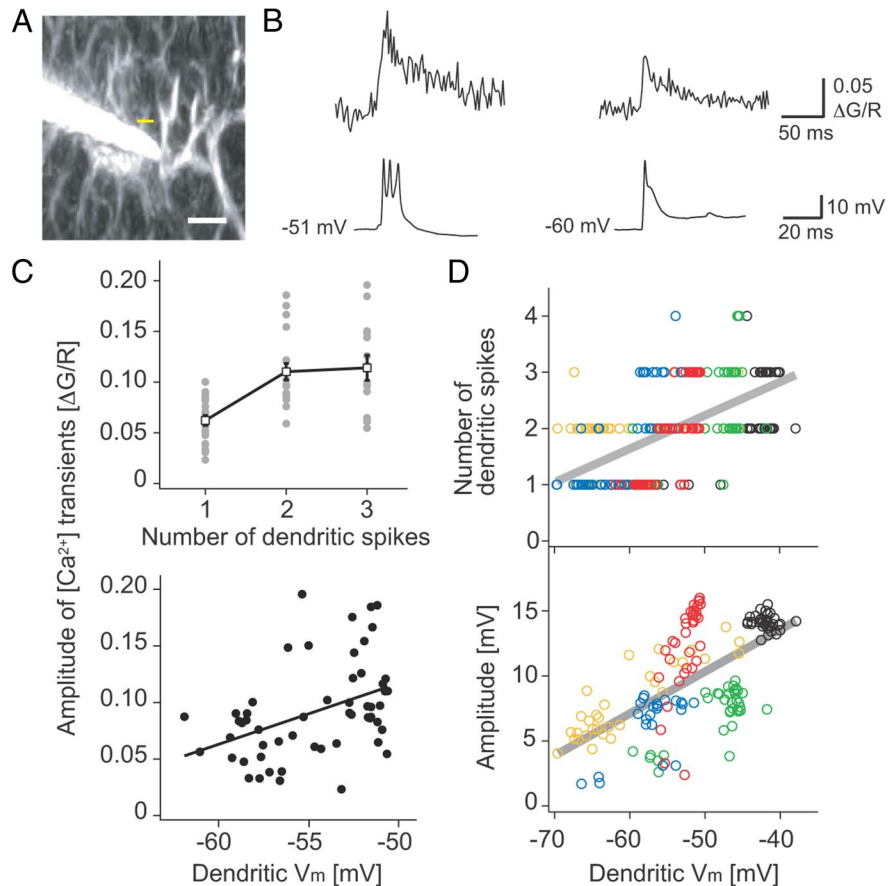 A
B
0.05
ΔG/R
50 ms
-51 mV
-60 mV
10 mV
20 ms
C
D
Amplitude of [Ca²⁺] transients [ΔG/R]
0.20
0.15
0.10
0.05
0
1 2 3
Number of dendritic spikes
0.20
0.15
0.10
0.05
0
-60 -55 -50
Dendritic Vm [mV]
Number of
dendritic spikes
4
3
2
1
Amplitude [mV]
15
10
5
0
-70 -60 -50 -40
Dendritic Vm [mV]